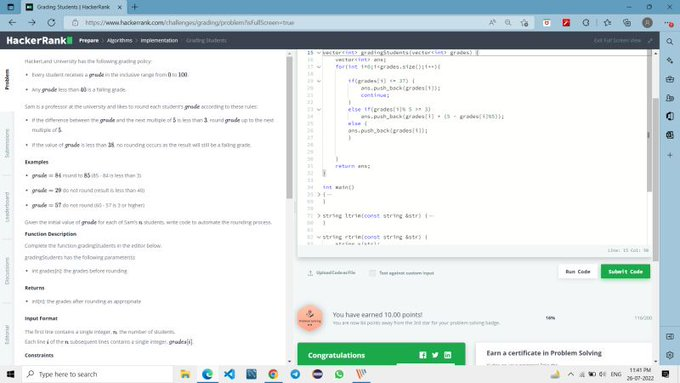 Grading Students | HackerRank
https://www.hackerrank.com/challenges/grading/problem?isFullScreen=true
HackerRank Prepare > Algorithms > Implementation > Grading Students
Exit Full Screen View
Problem
Submissions
Leaderboard
Discussions
Editorial
HackerLand University has the following grading policy:
• Every student receives a grade in the inclusive range from 0 to 100.
• Any grade less than 40 is a failing grade.
Sam is a professor at the university and likes to round each student's grade according to these rules:
• If the difference between the grade and the next multiple of 5 is less than 3, round grade up to the next
multiple of 5.
• If the value of grade is less than 38, no rounding occurs as the result will still be a failing grade.
Examples
• grade = 84 round to 85 (85 - 84 is less than 3)
• grade = 29 do not round (result is less than 40)
• grade = 57 do not round (60 - 57 is 3 or higher)
Given the initial value of grade for each of Sam's n students, write code to automate the rounding process.
Function Description
Complete the function gradingStudents in the editor below.
gradingStudents has the following parameter(s):
• int grades[n]: the grades before rounding
Returns
• int[n]: the grades after rounding as appropriate
Input Format
The first line contains a single integer, n, the number of students.
Each line i of the n subsequent lines contains a single integer, grades[i].
Constraints
15 vector<int> gradingStudents(vector<int> grades) {
16 vector<int> ans;
17 for(int i=0;i<grades.size();i++){
18
19 if(grades[i] <= 37) {
20 ans.push_back(grades[i]);
21 continue;
22 }
23 else if(grades[i]% 5 >= 3)
24 ans.push_back(grades[i] + (5 - grades[i]%5));
25 else {
26 ans.push_back(grades[i]);
27 }
28
29
30 }
31 return ans;
32 }
33
34 int main()
35 > {--
}
> string ltrim(const string &str) { --
}
string rtrim(const string &str) {
string s(str);
Line: 15 Col: 50
Upload Code as File
Test against custom input
Run Code
Submit Code
You have earned 10.00 points!
You are now 84 points away from the 3rd star for your problem solving badge.
16%
116/200
Congratulations
Earn a certificate in Problem Solving
Type here to search
ENG
11:41 PM
26-07-2022